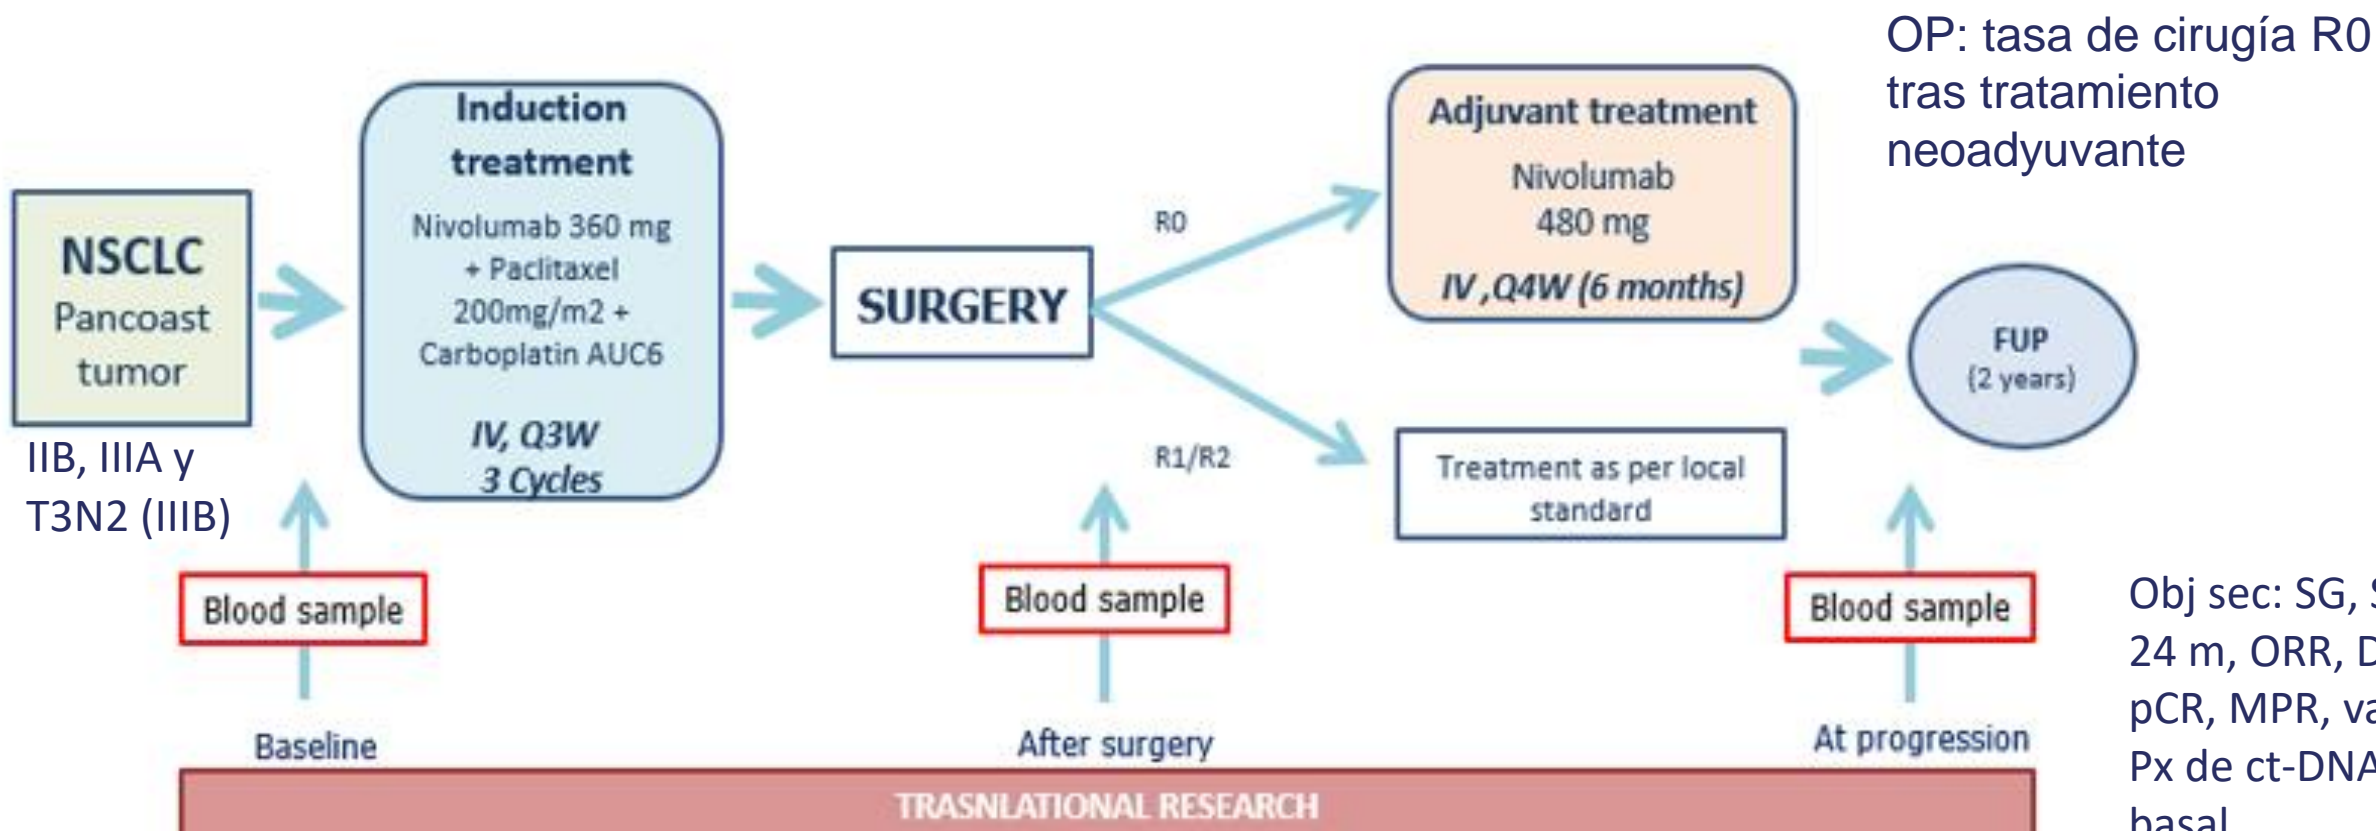 OP: tasa de cirugía R0
tras tratamiento
neoadyuvante
NSCLC
Pancoast
tumor
IIB, IIIA y
T3N2 (IIIB)
Induction
treatment
Nivolumab 360 mg
+ Paclitaxel
200mg/m2 +
Carboplatin AUC6
IV, Q3W
3 Cycles
SURGERY
R0
R1/R2
Adjuvant treatment
Nivolumab
480 mg
IV ,Q4W (6 months)
Treatment as per local
standard
FUP
(2 years)
Blood sample
Baseline
Blood sample
After surgery
Blood sample
At progression
Obj sec: SG,
24 m, ORR,
pCR, MPR,
Px de ct-DNA
basal
TRASNLATIONAL RESEARCH